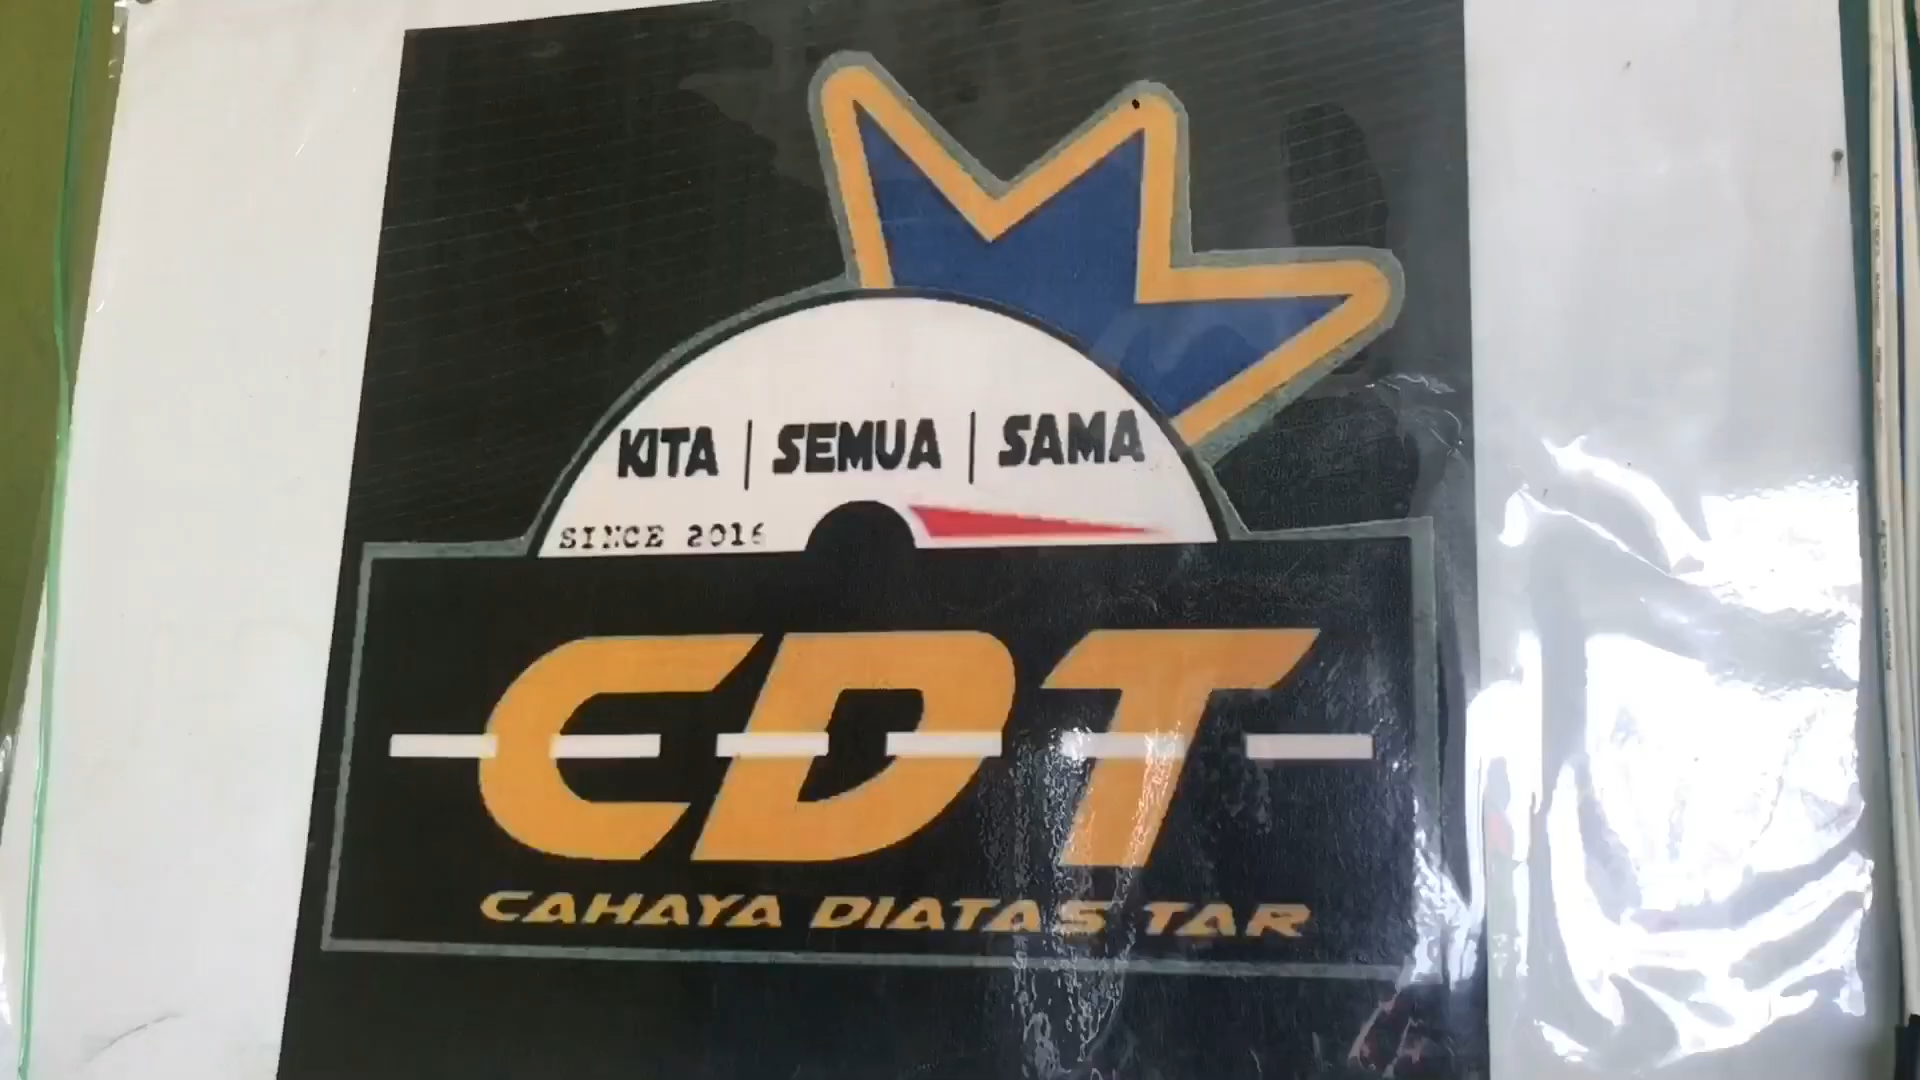 KITA | SEMUA | SAMA
SINCE 2016
CDT
CAHAYA DIATAS TAR